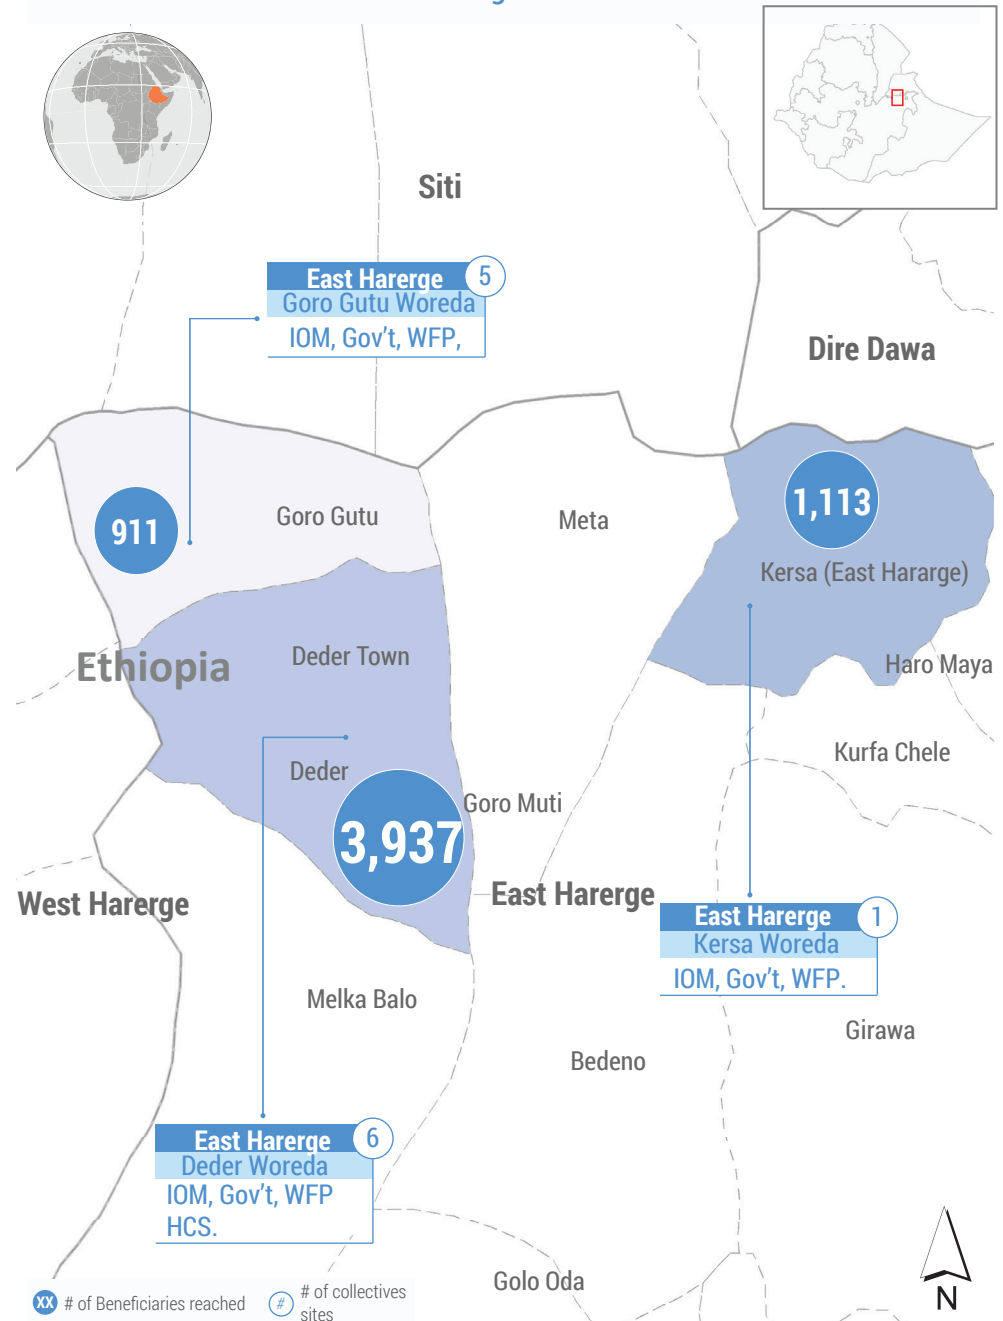 Siti
East Harerge 5
Goro Gutu Woreda
IOM, Gov't, WFP,
Dire Dawa
1,113
911
Goro Gutu
Meta
Kersa (East Hararge)
Ethiopia
Deder Town
Haro Maya
Kurfa Chele
Deder
Goro Muti
3,937
West Harerge
East Harerge
East Harerge 1
Kersa Woreda
IOM, Gov't, WFP.
Melka Balo
Girawa
Bedeno
East Harerge 6
Deder Woreda
IOM, Gov't, WFP
HCS.
Golo Oda
N
XX # of Beneficiaries reached
# # of collectives
sites